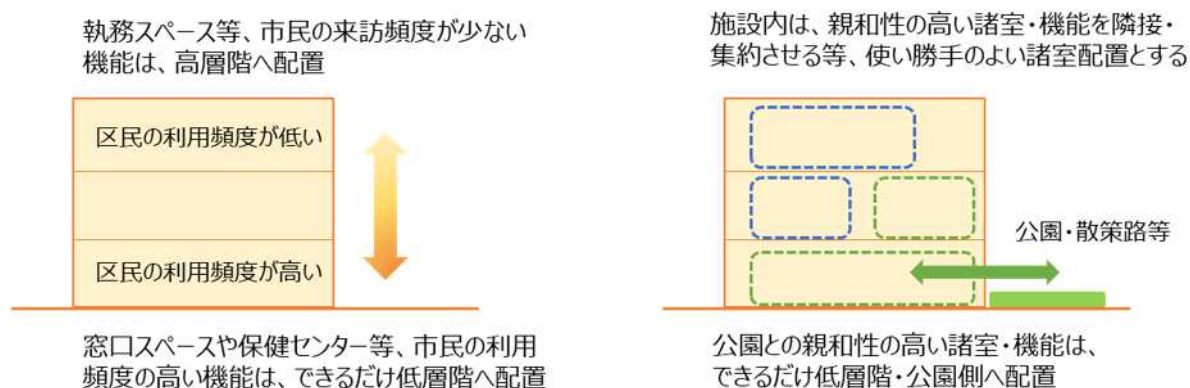 執務スペース等、市民の来訪頻度が少ない
機能は、高層階へ配置
区民の利用頻度が低い
区民の利用頻度が高い
窓口スペースや保健センター等、市民の利用
頻度の高い機能は、できるだけ低層階へ配置
施設内は、親和性の高い諸室・機能を隣接・
集約させる等、使い勝手のよい諸室配置とする
公園・散策路等
公園との親和性の高い諸室・機能は、
できるだけ低層階・公園側へ配置